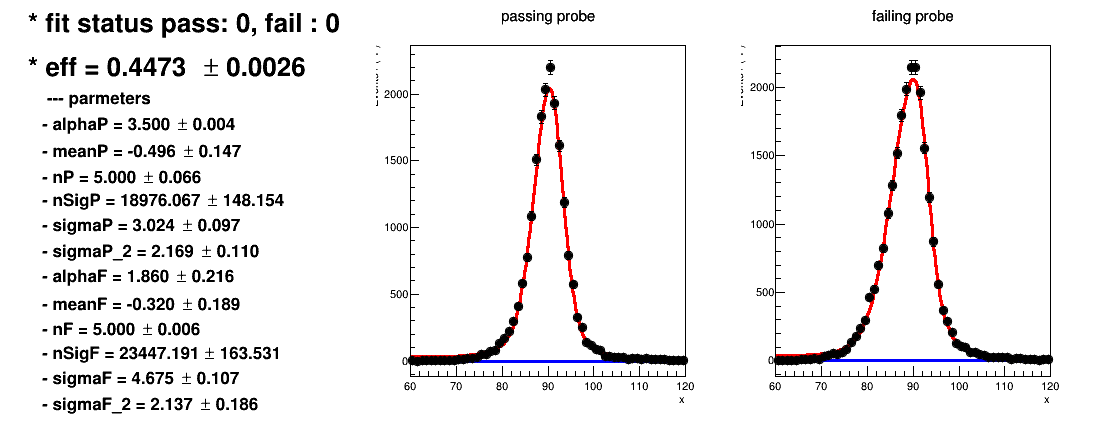 * fit status pass: 0, fail : 0
* eff = 0.4473 ± 0.0026
--- parmeters
- alphaP = 3.500 ± 0.004
- meanP = -0.496 ± 0.147
- nP = 5.000 ± 0.066
- nSigP = 18976.067 ± 148.154
- sigmaP = 3.024 ± 0.097
- sigmaP_2 = 2.169 ± 0.110
- alphaF = 1.860 ± 0.216
- meanF = -0.320 ± 0.189
- nF = 5.000 ± 0.006
- nSigF = 23447.191 ± 163.531
- sigmaF = 4.675 ± 0.107
- sigmaF_2 = 2.137 ± 0.186
passing probe
2000
1500
1000
500
0
60 70 80 90 100 110 120
x
failing probe
2000
1500
1000
500
0
60 70 80 90 100 110 120
x